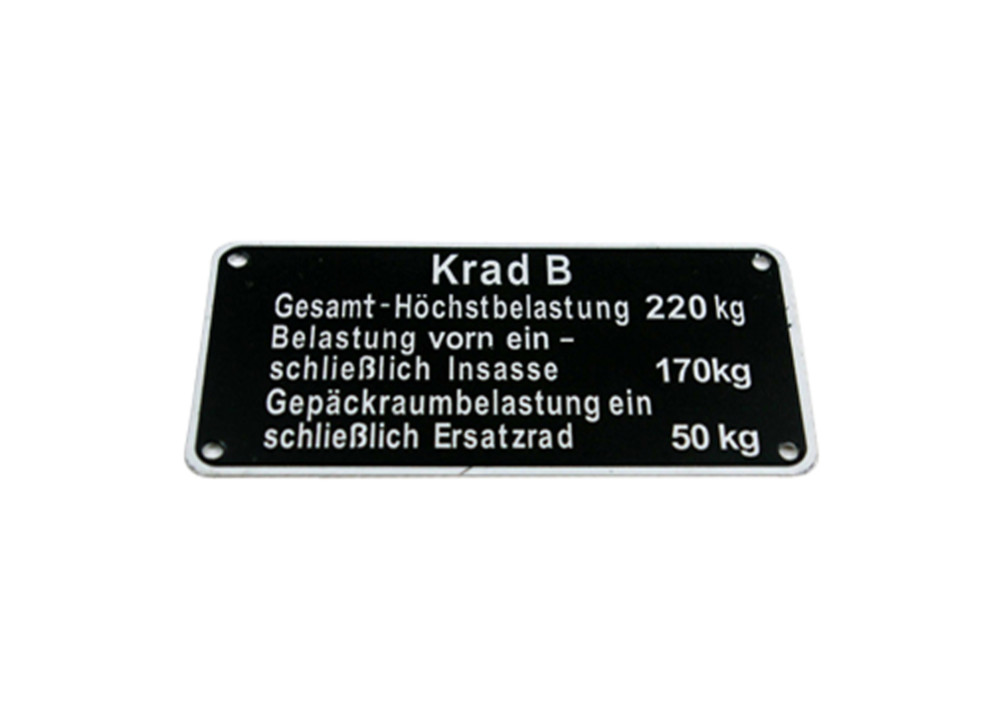 Krad B
Gesamt-Höchstbelastung 220 kg
Belastung vorn ein-
schließlich Insasse 170kg
Gepäckraumbelastung ein
schließlich Ersatzrad 50 kg